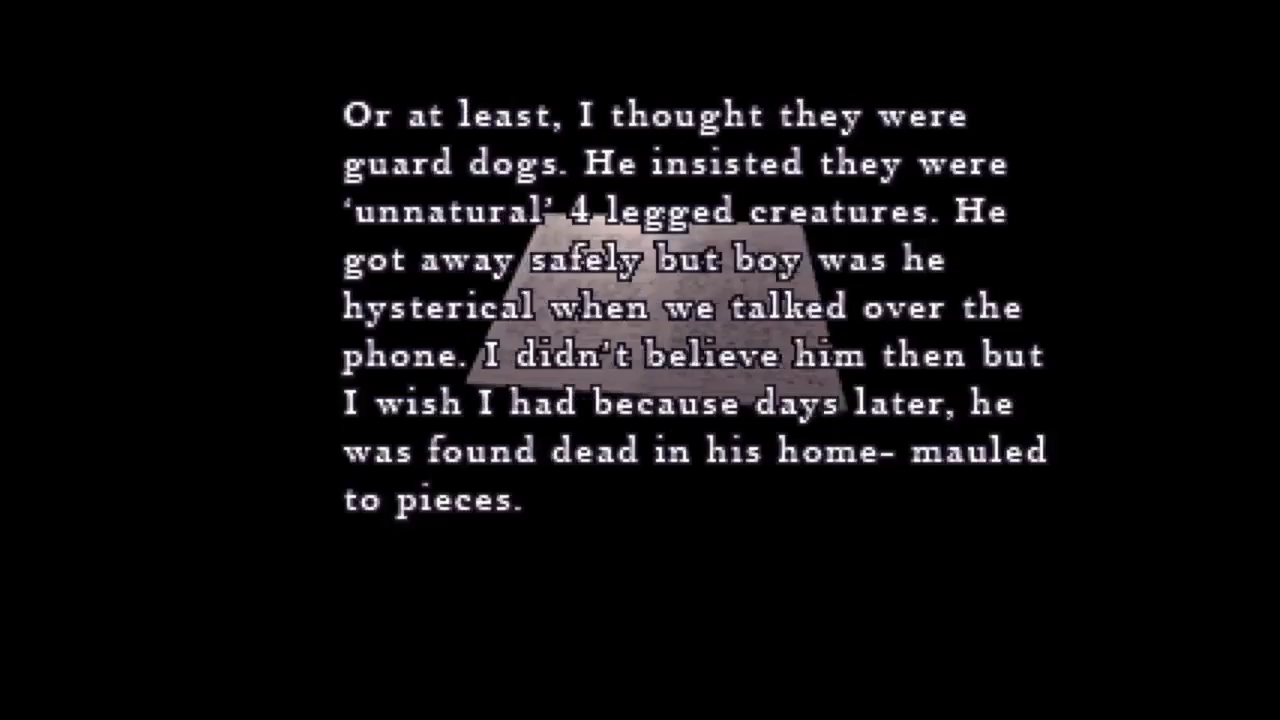 Or at least, I thought they were
guard dogs. He insisted they were
‘unnatural’ 4 legged creatures. He
got away safely but boy was he
hysterical when we talked over the
phone. I didn't believe him then but
I wish I had because days later, he
was found dead in his home- mauled
to pieces.